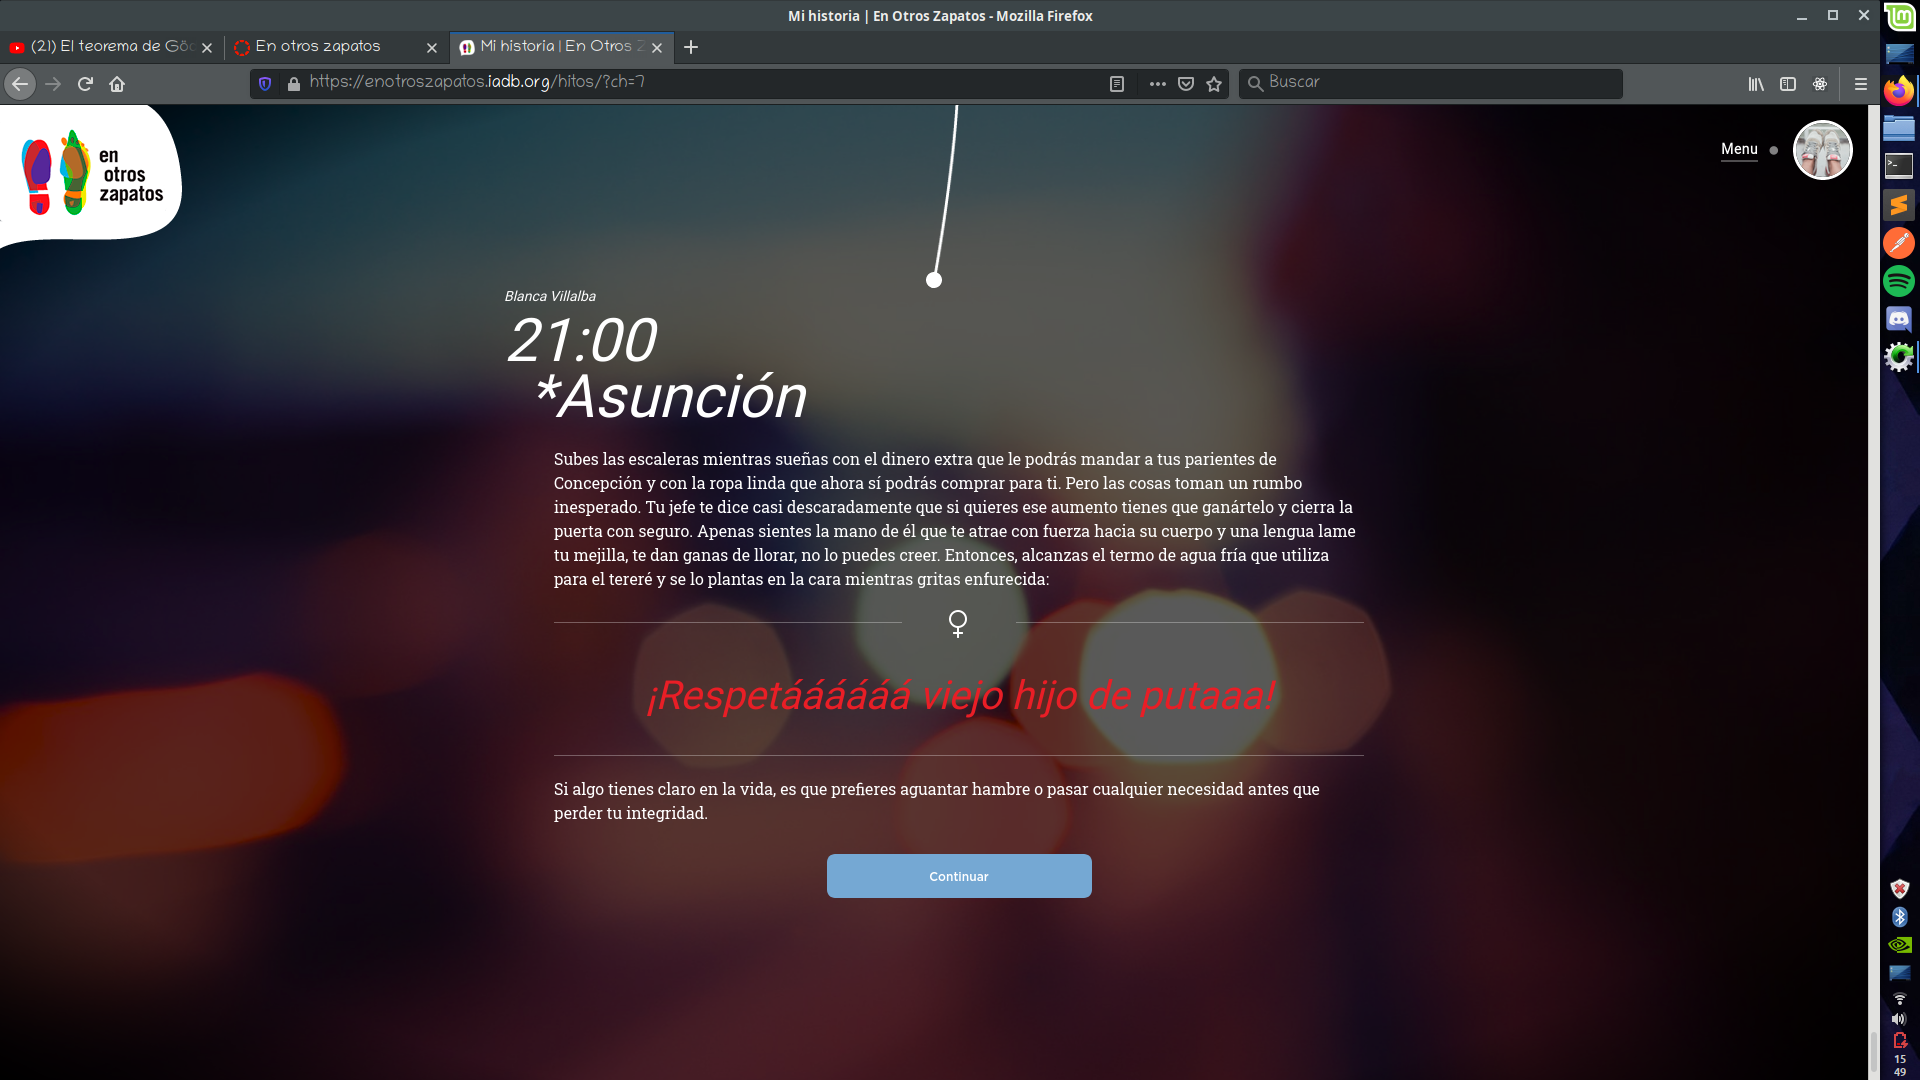 Mi historia | En Otros Zapatos - Mozilla Firefox
(21) El teorema de Göd
En otros zapatos
Mi historia | En Otros Z
https://enotroszapatos.iadb.org/hitos/?ch=7
Buscar
en
otros
zapatos
Menu
Blanca Villalba
21:00
*Asunción
Subes las escaleras mientras sueñas con el dinero extra que le podrás mandar a tus parientes de
Concepción y con la ropa linda que ahora sí podrás comprar para ti. Pero las cosas toman un rumbo
inesperado. Tu jefe te dice casi descaradamente que si quieres ese aumento tienes que ganártelo y cierra la
puerta con seguro. Apenas sientes la mano de él que te atrae con fuerza hacia su cuerpo y una lengua lame
tu mejilla, te dan ganas de llorar, no lo puedes creer. Entonces, alcanzas el termo de agua fría que utiliza
para el tereré y se lo plantas en la cara mientras gritas enfurecida:
¡Respetáááááá viejo hijo de putaaa!
Si algo tienes claro en la vida, es que prefieres aguantar hambre o pasar cualquier necesidad antes que
perder tu integridad.
Continuar
15
49